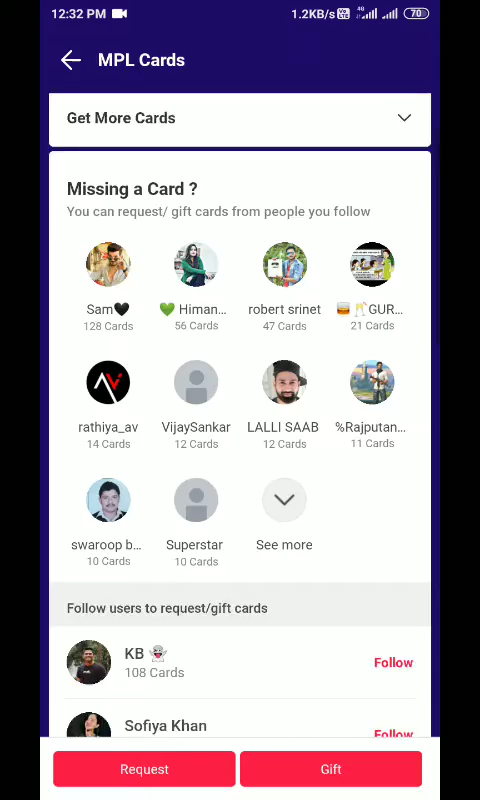 12:32 PM 1.2KB/s Vo LTE 4G 70
MPL Cards
Get More Cards
Missing a Card ?
You can request/ gift cards from people you follow
Sam🖤 💚 Himan... robert srinet 🥃🥂GUR...
128 Cards 56 Cards 47 Cards 21 Cards
rathiya_av VijaySankar LALLI SAAB %Rajputan...
14 Cards 12 Cards 12 Cards 11 Cards
swaroop b... Superstar See more
10 Cards 10 Cards
Follow users to request/gift cards
KB 👻
108 Cards
Follow
Sofiya Khan
Follow
Request Gift